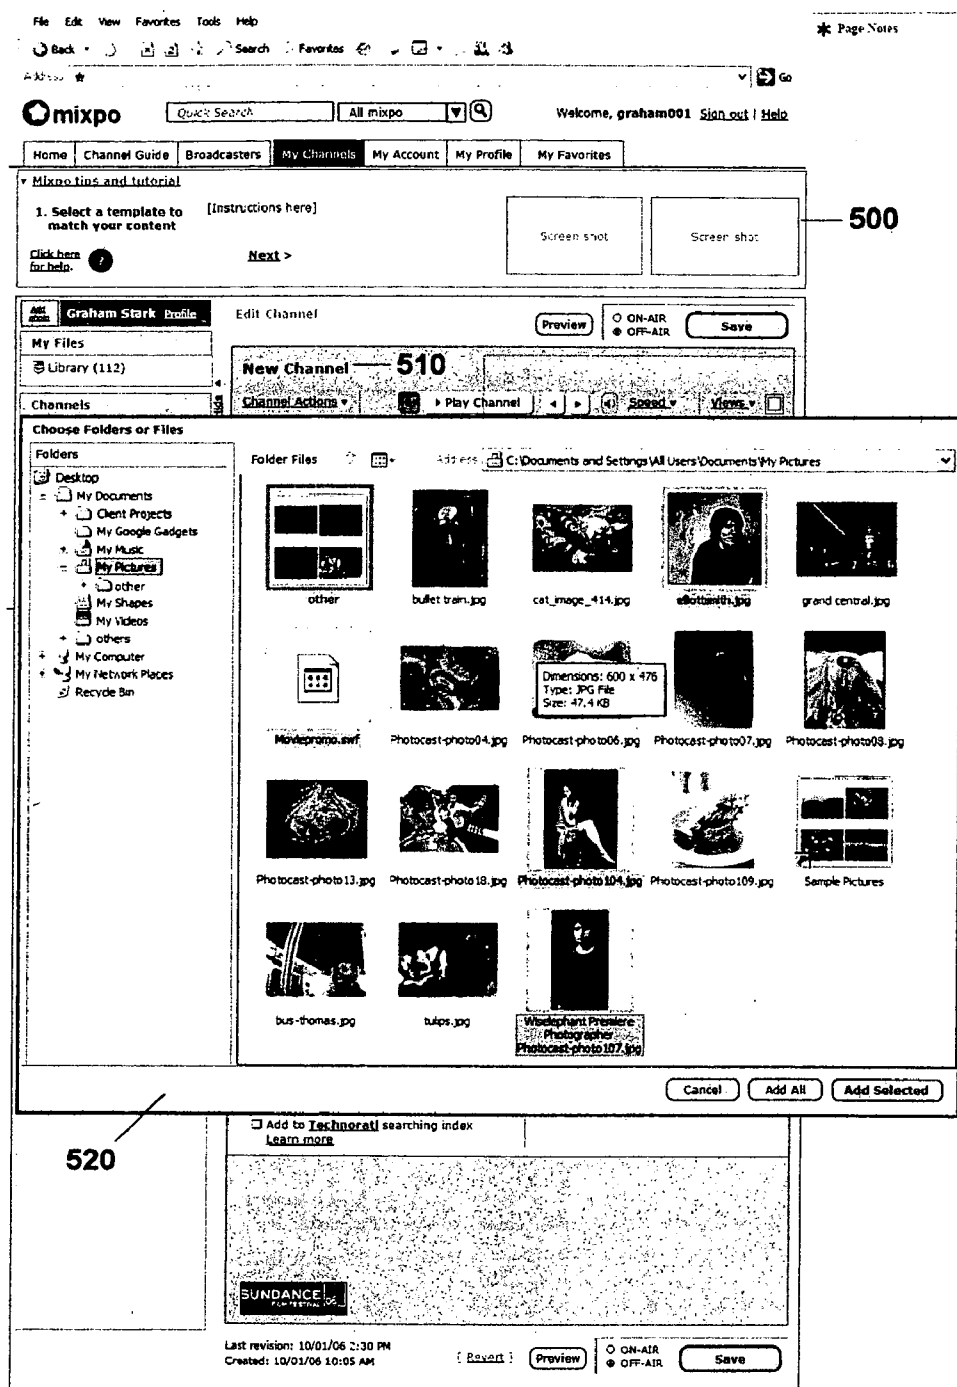 File Edit View Favorites Tools Help
Page Notes
Back Search Favorites
Address Go
mixpo Quick Search All mixpo Welcome, graham001 Sign out | Help
Home Channel Guide Broadcasters My Channels My Account My Profile My Favorites
Mixpo tips and tutorial
1. Select a template to match your content
[Instructions here]
Screen shot Screen shot
500
Click here for help. ?
Next >
Add photo Graham Stark Profile
Edit Channel
Preview ON-AIR OFF-AIR Save
My Files
Library (112)
New Channel 510
Channels
Hide
Channel Actions Play Channel Speed Views
Choose Folders or Files
Folders
Folder Files Address C:\Documents and Settings\All Users\Documents\My Pictures
Desktop
My Documents
Client Projects
My Google Gadgets
My Music
My Pictures
other
My Shapes
My Videos
others
My Computer
My Network Places
Recycle Bin
other bullet train.jpg cat_image_414.jpg elliottsmith.jpg grand central.jpg
Dimensions: 600 x 476
Type: JPG File
Size: 47.4 KB
Moviepromo.swf Photocast-photo04.jpg Photocast-photo06.jpg Photocast-photo07.jpg Photocast-photo08.jpg
Photocast-photo13.jpg Photocast-photo18.jpg Photocast-photo104.jpg Photocast-photo109.jpg Sample Pictures
bus-thomas.jpg tulips.jpg Wiselephant Premiere
Photographer
Photocast-photo107.jpg
Cancel Add All Add Selected
520
Add to Technorati searching index
Learn more
SUNDANCE
FILM FESTIVAL 06
Last revision: 10/01/06 2:30 PM
Created: 10/01/06 10:05 AM
[ Revert ] Preview ON-AIR OFF-AIR Save